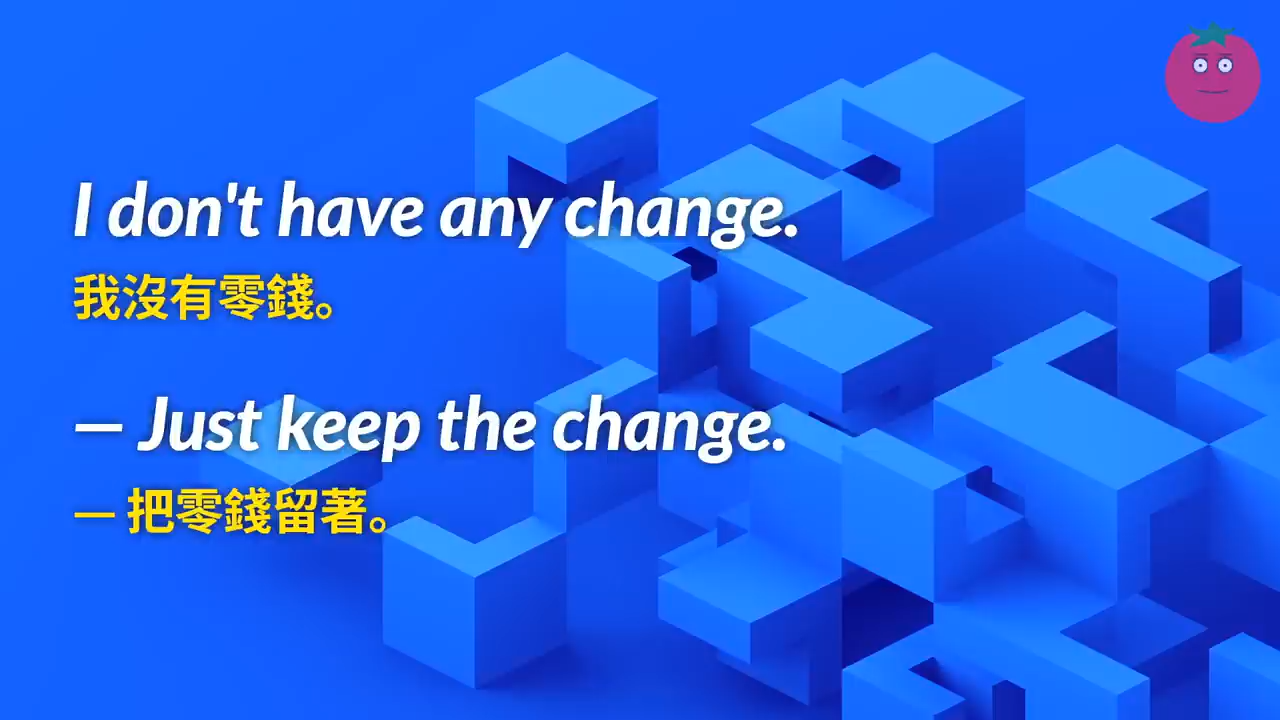 I don't have any change.
我沒有零錢。
— Just keep the change.
— 把零錢留著。